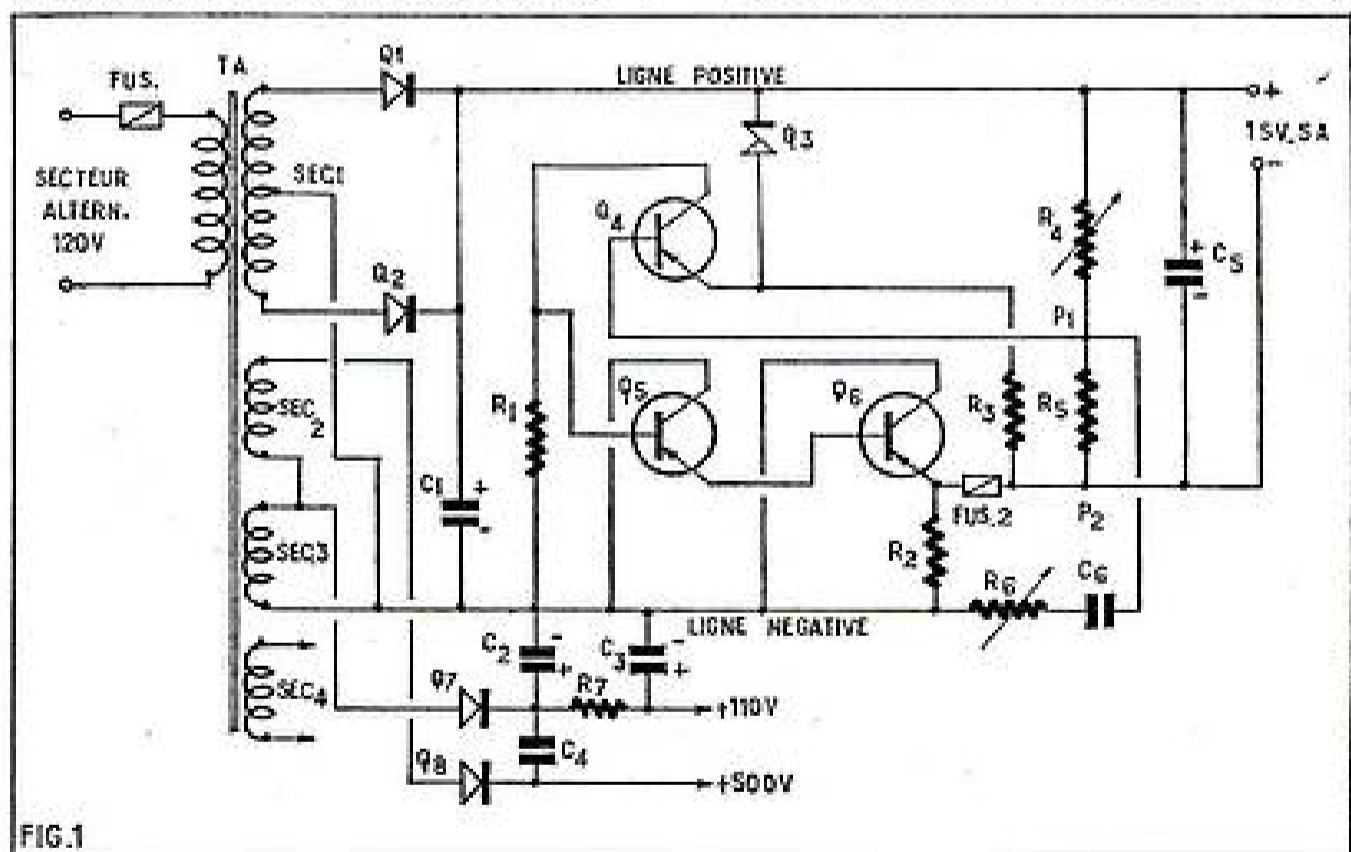 FUS.
TA
Q1
LIGNE POSITIVE
+
15V_5A
-
SECTEUR
ALTERN.
120V
SEC1
Q3
Q4
R4
+
C5
-
Q2
P1
SEC2
R1
Q5
Q6
R3
R5
C1
+
-
FUS.2
P2
SEC3
R2
R6
C6
LIGNE NEGATIVE
C2
-
+
C3
-
+
SEC4
Q7
R7
+110V
Q8
C4
+500V
FIG.1